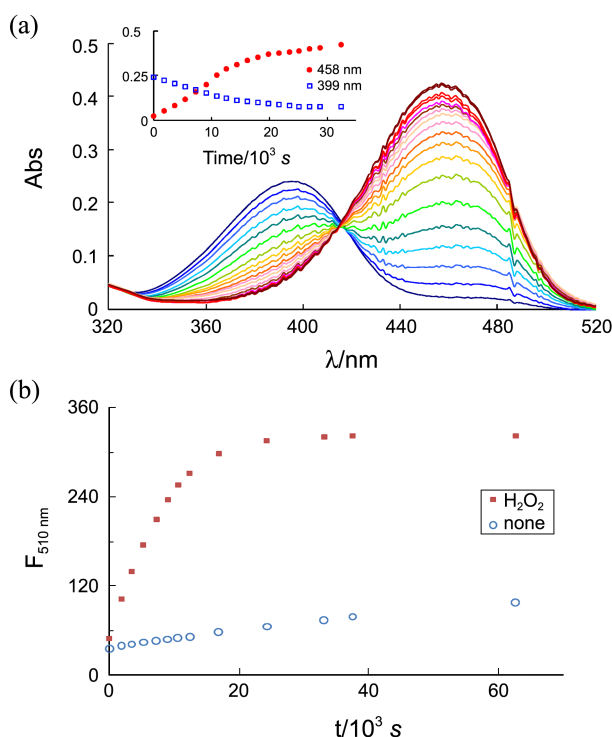 (a)
0.5
0.4
0.3
0.2
0.1
0
Abs
320 360 400 440 480 520
λ/nm
0.5
0.25
0
458 nm
399 nm
0 10 20 30
Time/10³ s
(b)
360
240
120
0
F₅₁₀ ₙₘ
H₂O₂
none
0 20 40 60
t/10³ s